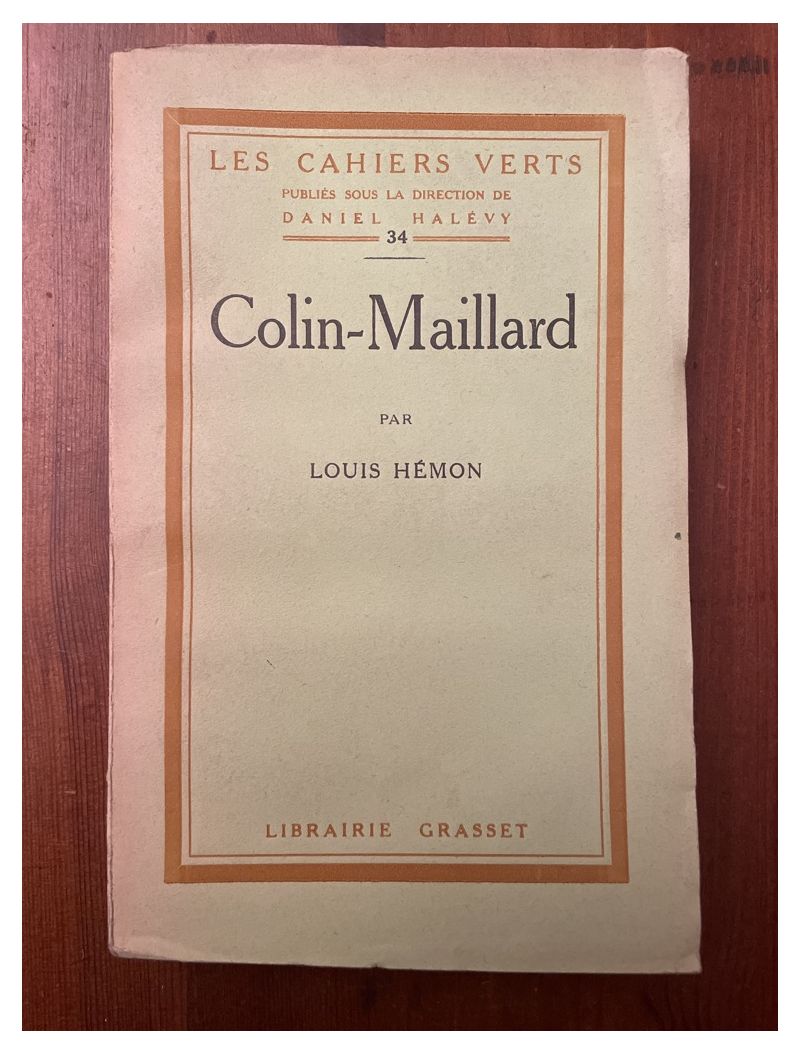 LES CAHIERS VERTS
PUBLIÉS SOUS LA DIRECTION DE
DANIEL HALÉVY
34
Colin-Maillard
PAR
LOUIS HÉMON
LIBRAIRIE GRASSET